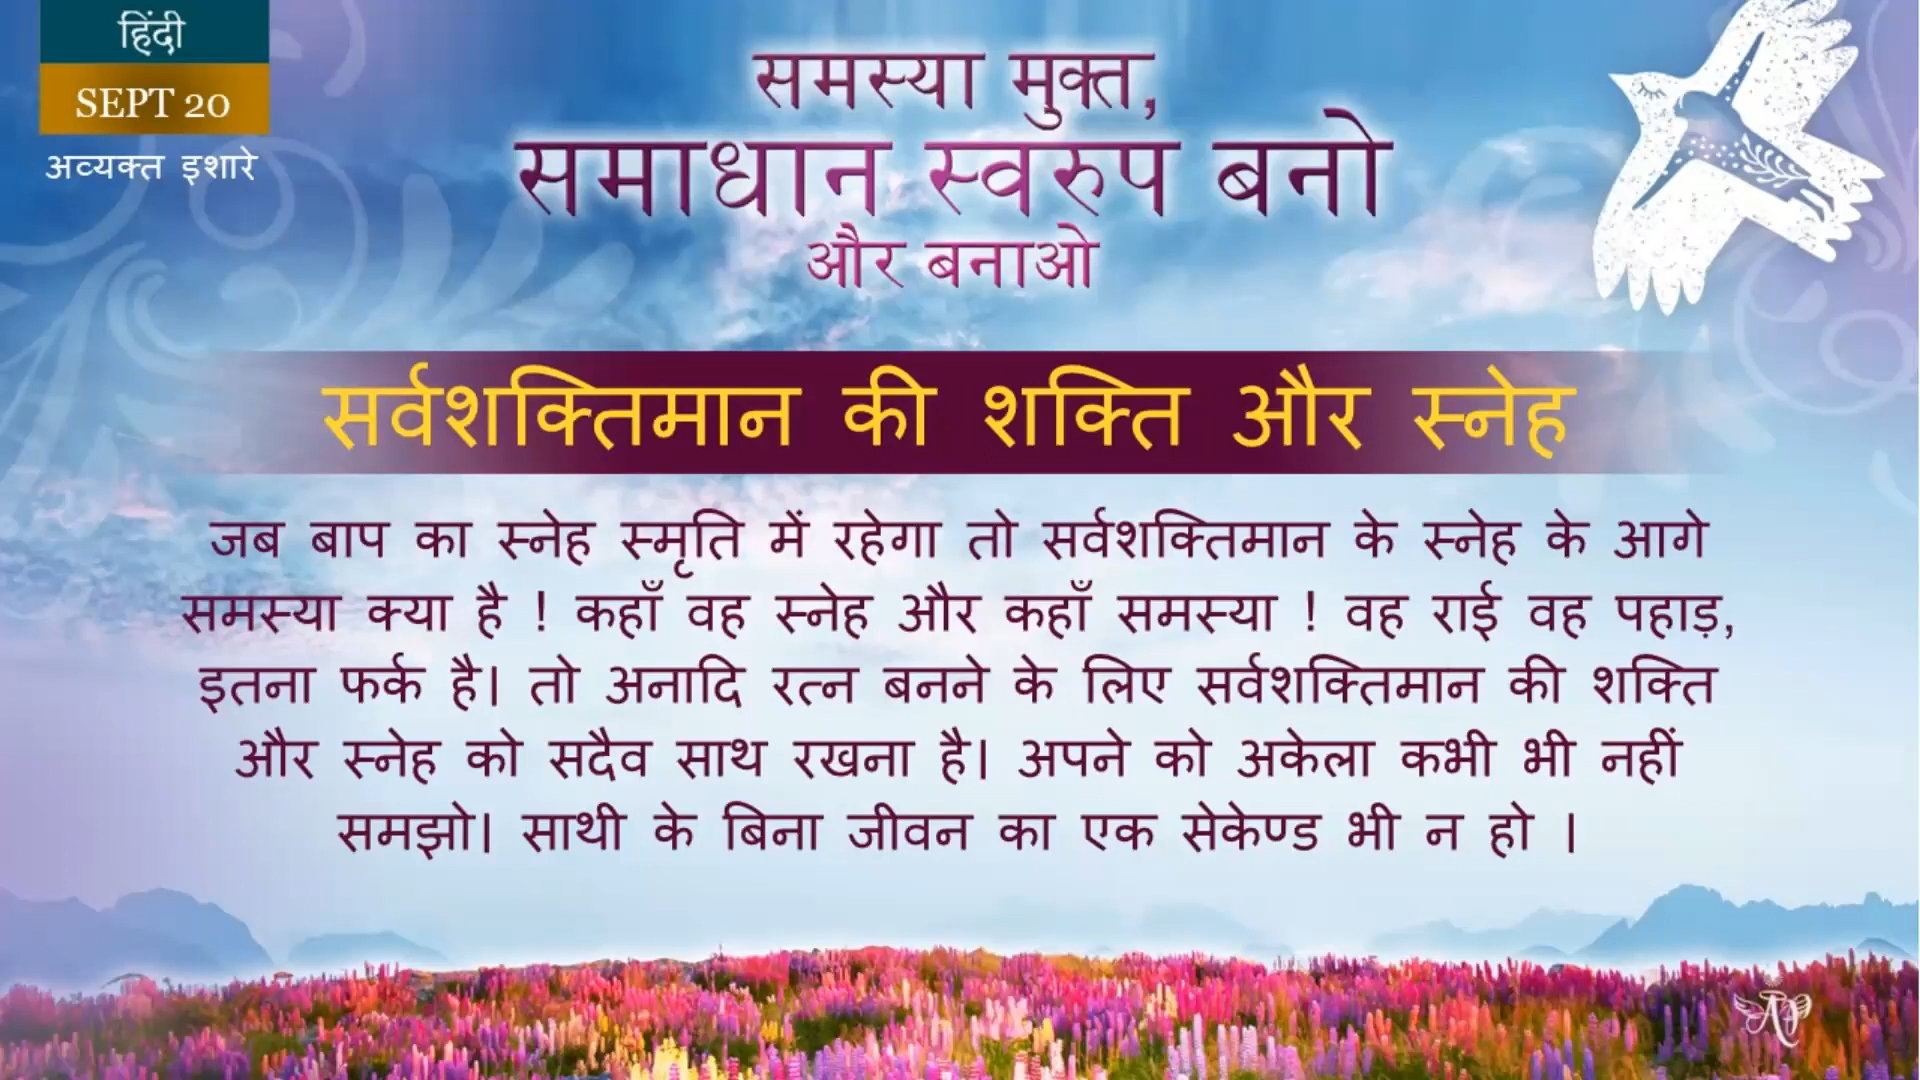 हिंदी
SEPT 20
अव्यक्त इशारे
समस्या मुक्त,
समाधान स्वरुप बनो
और बनाओ
सर्वशक्तिमान की शक्ति और स्नेह
जब बाप का स्नेह स्मृति में रहेगा तो सर्वशक्तिमान के स्नेह के आगे
समस्या क्या है ! कहाँ वह स्नेह और कहाँ समस्या ! वह राई वह पहाड़,
इतना फर्क है। तो अनादि रत्न बनने के लिए सर्वशक्तिमान की शक्ति
और स्नेह को सदैव साथ रखना है। अपने को अकेला कभी भी नहीं
समझो। साथी के बिना जीवन का एक सेकेण्ड भी न हो ।